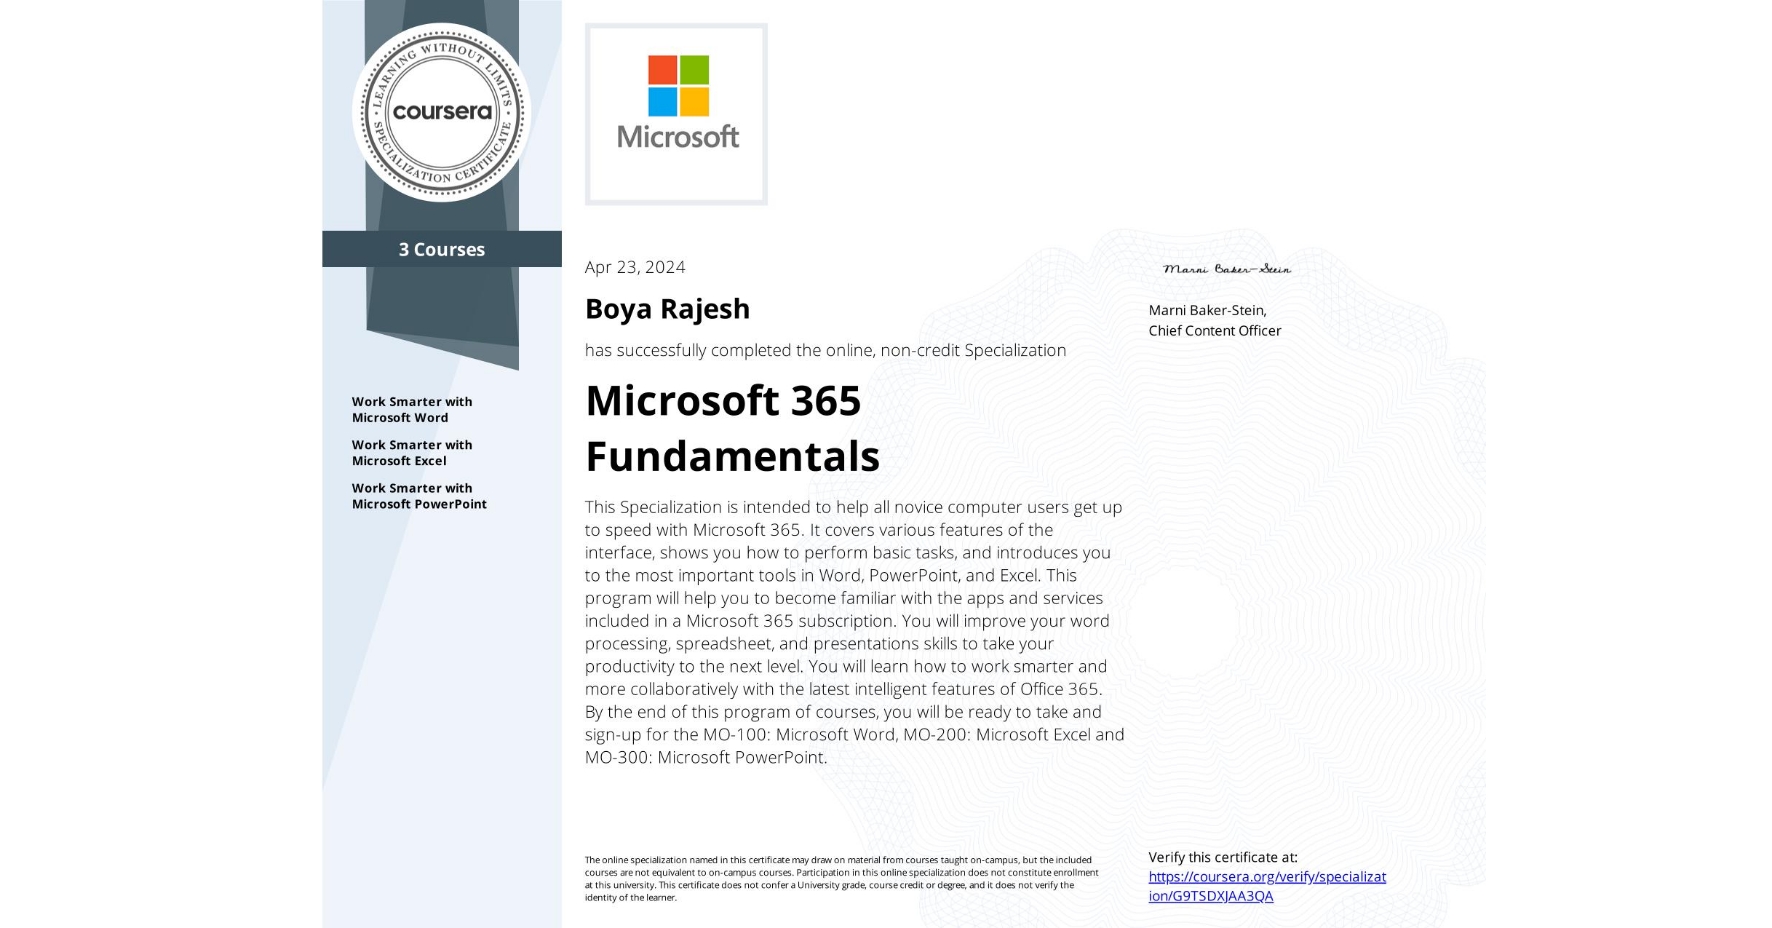 LEARNING WITHOUT LIMITS
coursera
SPECIALIZATION CERTIFICATE
3 Courses
Work Smarter with
Microsoft Word
Work Smarter with
Microsoft Excel
Work Smarter with
Microsoft PowerPoint
Microsoft
Apr 23, 2024
Boya Rajesh
has successfully completed the online, non-credit Specialization
Microsoft 365
Fundamentals
This Specialization is intended to help all novice computer users get up
to speed with Microsoft 365. It covers various features of the
interface, shows you how to perform basic tasks, and introduces you
to the most important tools in Word, PowerPoint, and Excel. This
program will help you to become familiar with the apps and services
included in a Microsoft 365 subscription. You will improve your word
processing, spreadsheet, and presentations skills to take your
productivity to the next level. You will learn how to work smarter and
more collaboratively with the latest intelligent features of Office 365.
By the end of this program of courses, you will be ready to take and
sign-up for the MO-100: Microsoft Word, MO-200: Microsoft Excel and
MO-300: Microsoft PowerPoint.
Marni Baker-Stein
Marni Baker-Stein,
Chief Content Officer
The online specialization named in this certificate may draw on material from courses taught on-campus, but the included
courses are not equivalent to on-campus courses. Participation in this online specialization does not constitute enrollment
at this university. This certificate does not confer a University grade, course credit or degree, and it does not verify the
identity of the learner.
Verify this certificate at:
https://coursera.org/verify/specializat
ion/G9TSDXJAA3QA